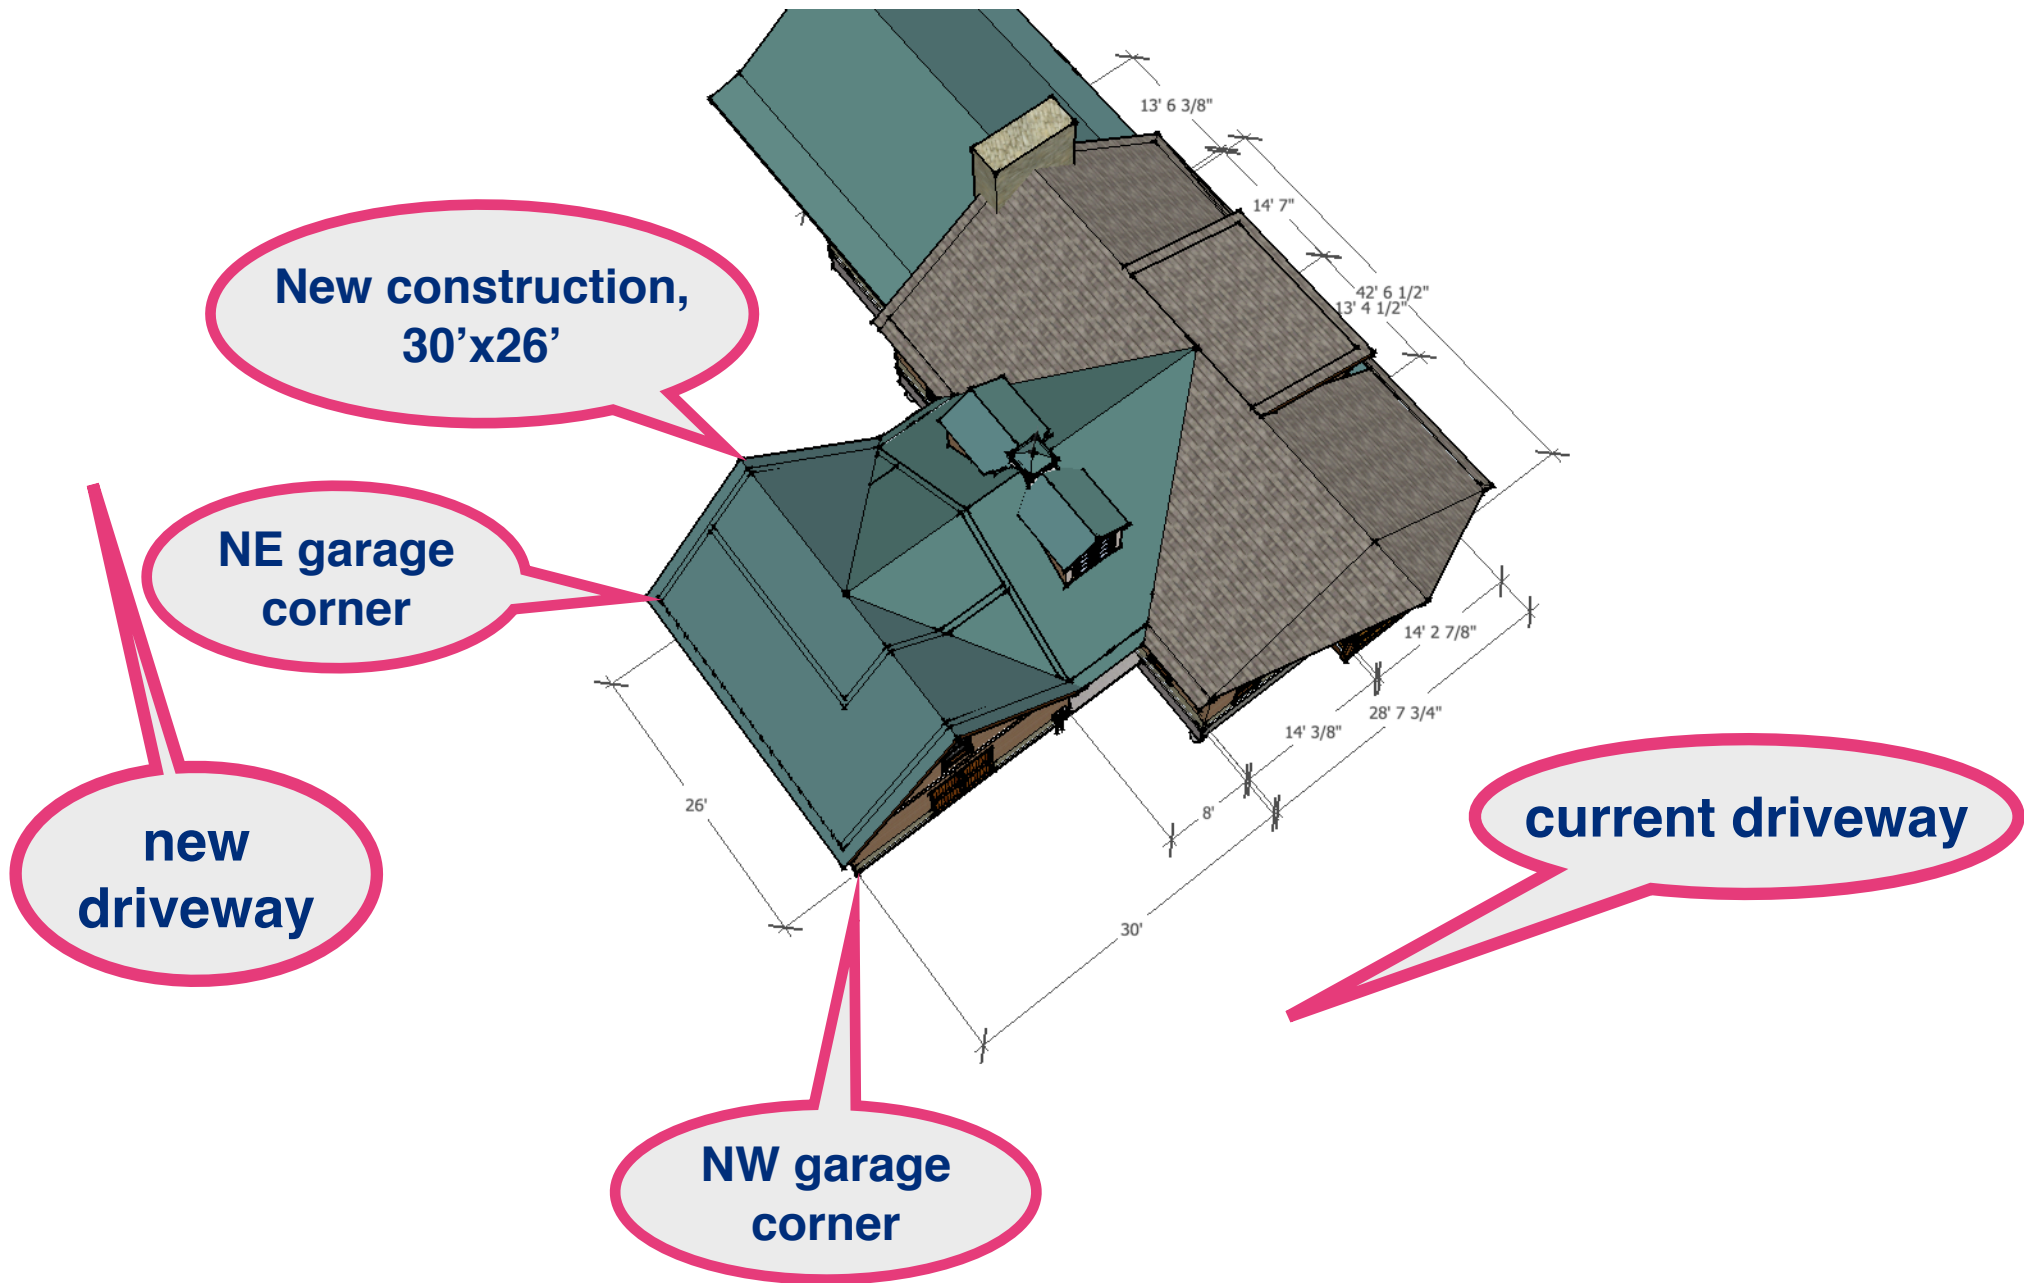 13' 6 3/8"
14' 7"
42' 6 1/2"
13' 4 1/2"
New construction,
30’x26’
NE garage
corner
14' 2 7/8"
28' 7 3/4"
14' 3/8"
26'
8'
current driveway
new
driveway
30'
NW garage
corner